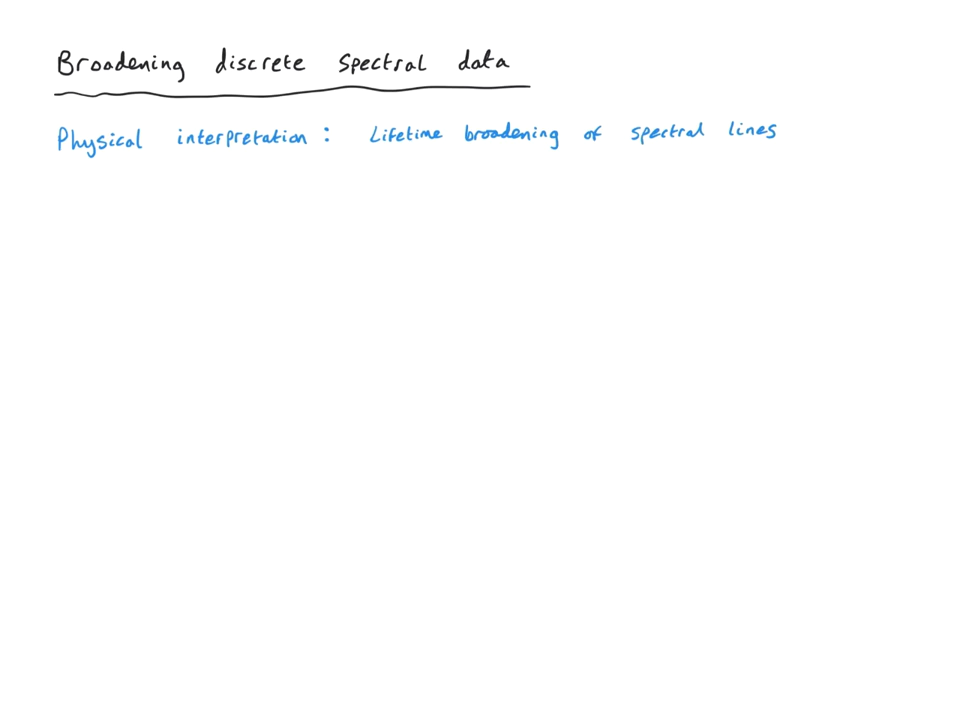 Broadening discrete spectral data
Physical interpretation : Lifetime broadening of spectral lines